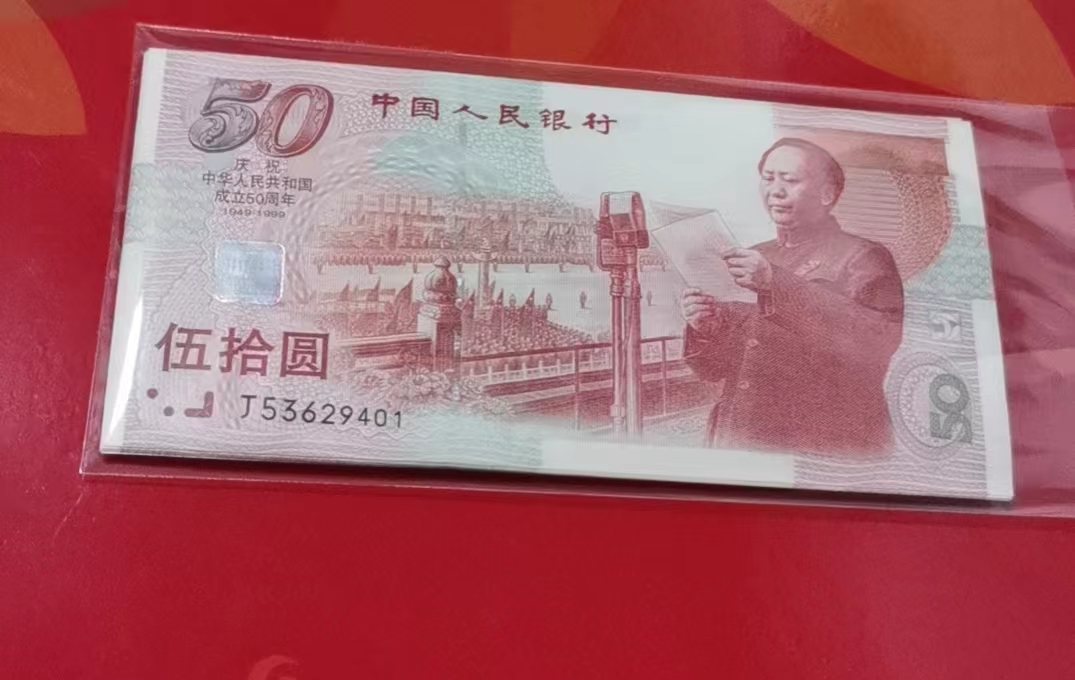 50
中国人民银行
庆 祝
中华人民共和国
成立50周年
1949-1999
伍拾圆
J53629401
50